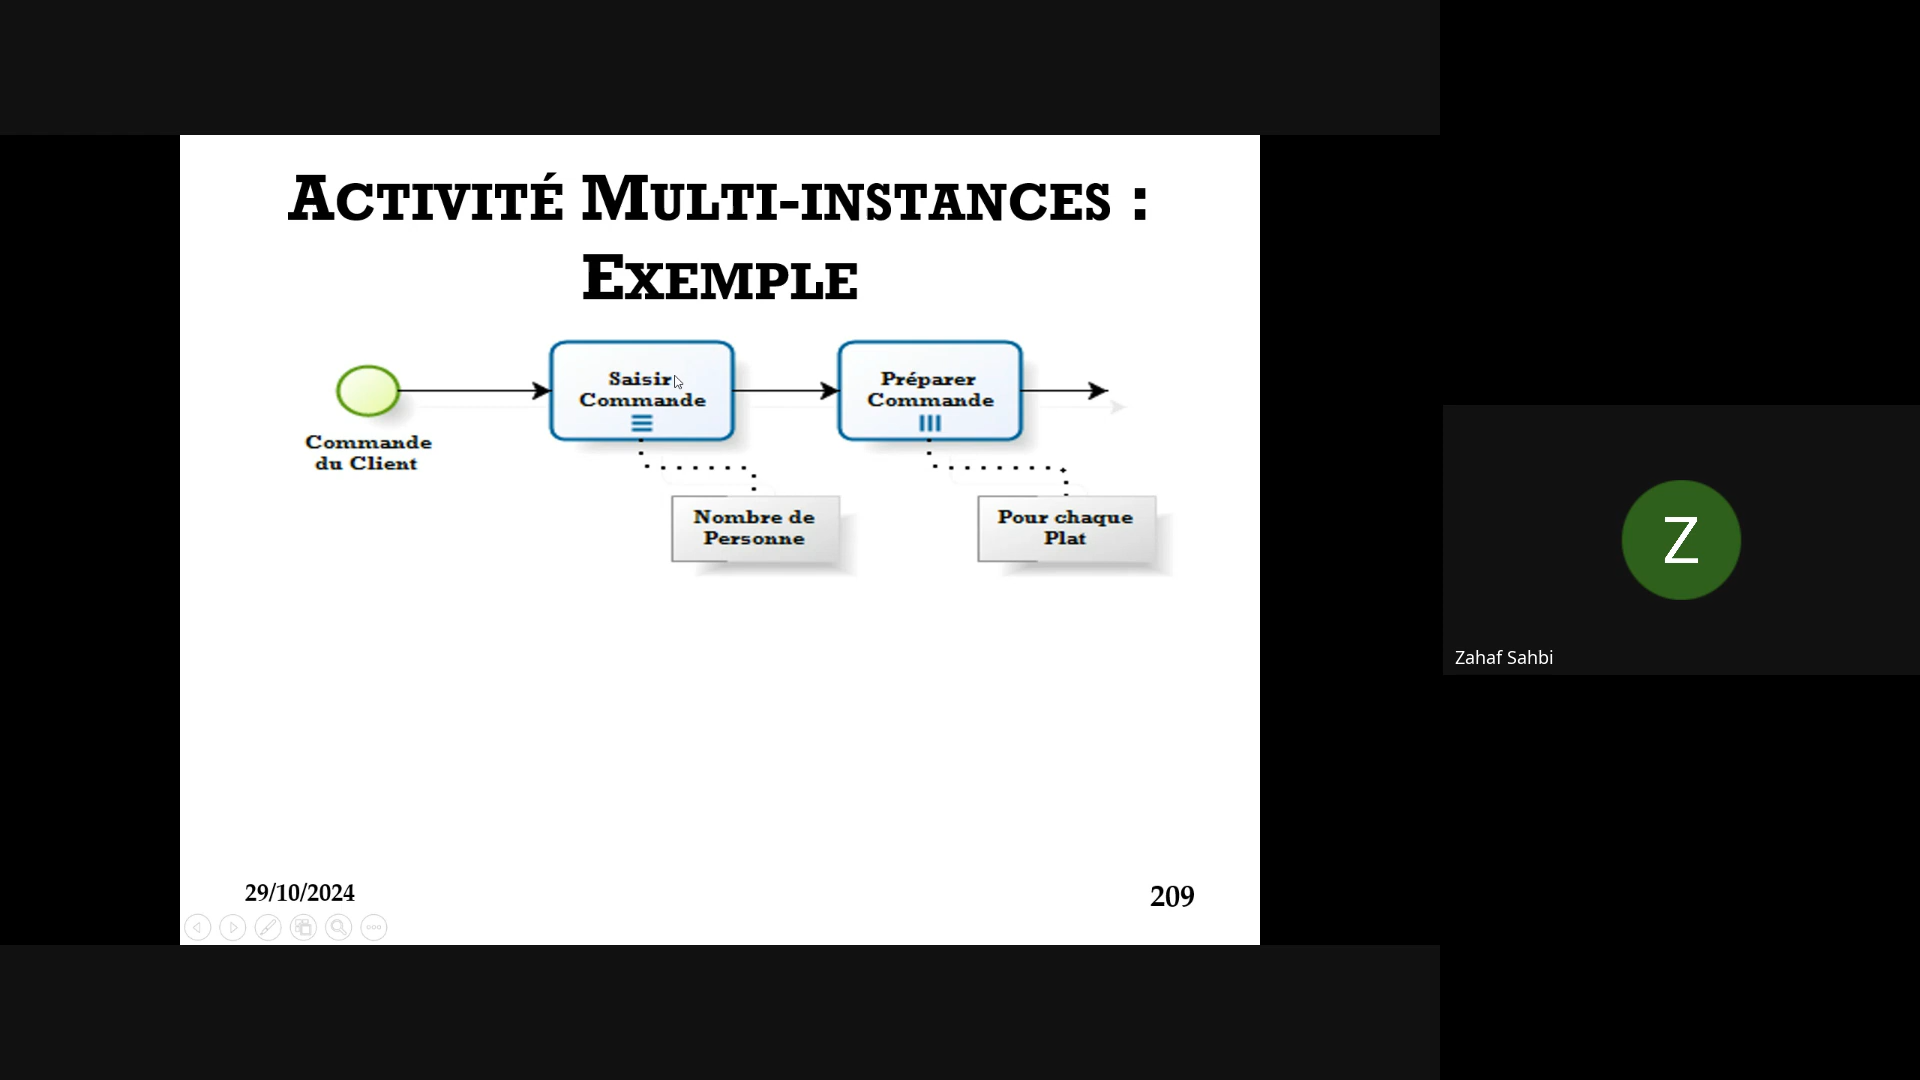 ACTIVITÉ MULTI-INSTANCES :
EXEMPLE
Saisir
Commande
Préparer
Commande
Commande
du Client
Nombre de
Personne
Pour chaque
Plat
29/10/2024
209
Z
Zahaf Sahbi